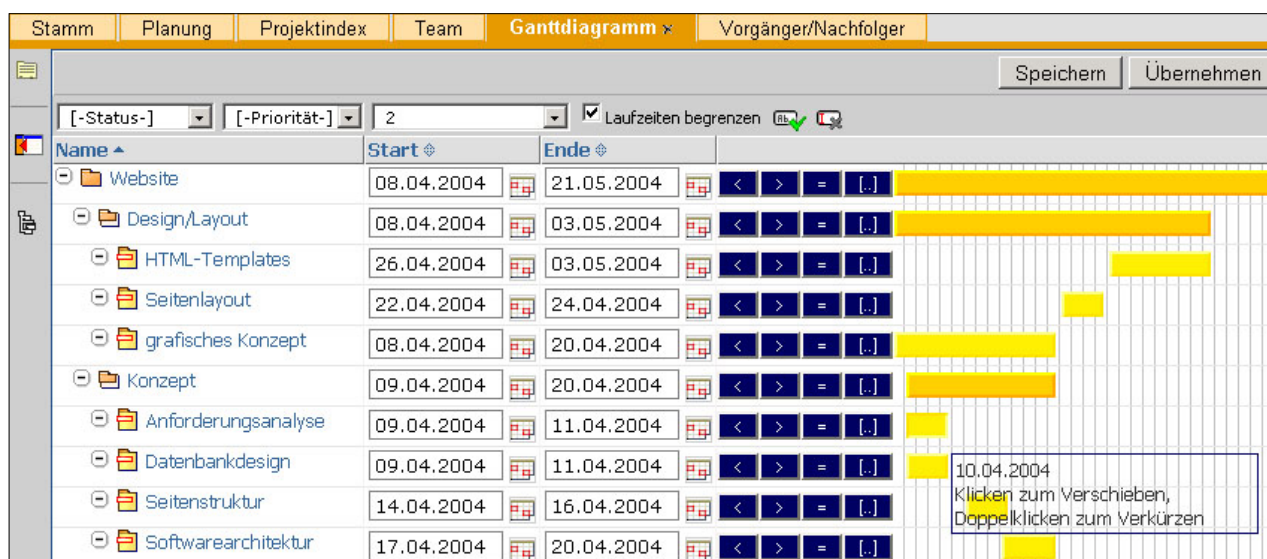 Stamm Planung Projektindex Team Ganttdiagramm × Vorgänger/Nachfolger
Speichern Übernehmen
[-Status-] [-Priorität-] 2 Laufzeiten begrenzen
Name Start Ende
Website 08.04.2004 21.05.2004 < > = [..]
Design/Layout 08.04.2004 03.05.2004 < > = [..]
HTML-Templates 26.04.2004 03.05.2004 < > = [..]
Seitenlayout 22.04.2004 24.04.2004 < > = [..]
grafisches Konzept 08.04.2004 20.04.2004 < > = [..]
Konzept 09.04.2004 20.04.2004 < > = [..]
Anforderungsanalyse 09.04.2004 11.04.2004 < > = [..]
Datenbankdesign 09.04.2004 11.04.2004 < > = [..]
10.04.2004
Klicken zum Verschieben,
Doppelklicken zum Verkürzen
Seitenstruktur 14.04.2004 16.04.2004 < > = [..]
Softwarearchitektur 17.04.2004 20.04.2004 < > = [..]